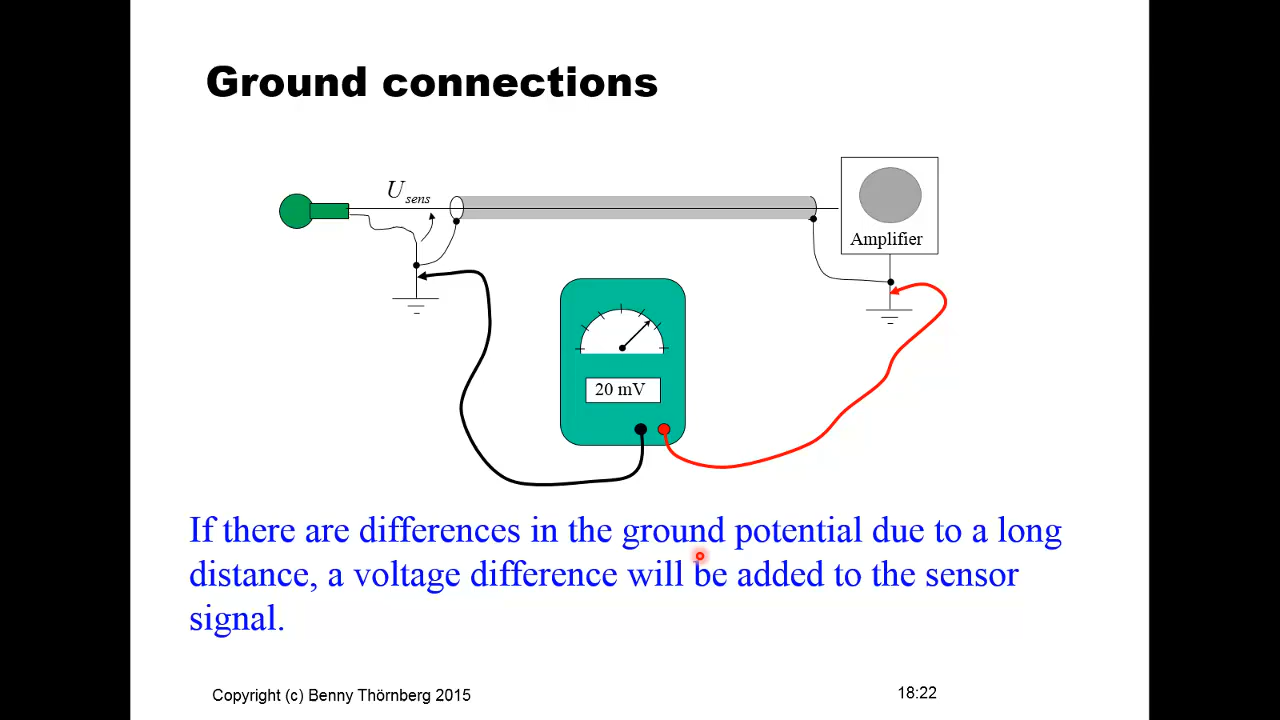 Ground connections
U sens
Amplifier
20 mV
If there are differences in the ground potential due to a long
distance, a voltage difference will be added to the sensor
signal.
Copyright (c) Benny Thörnberg 2015
18:22